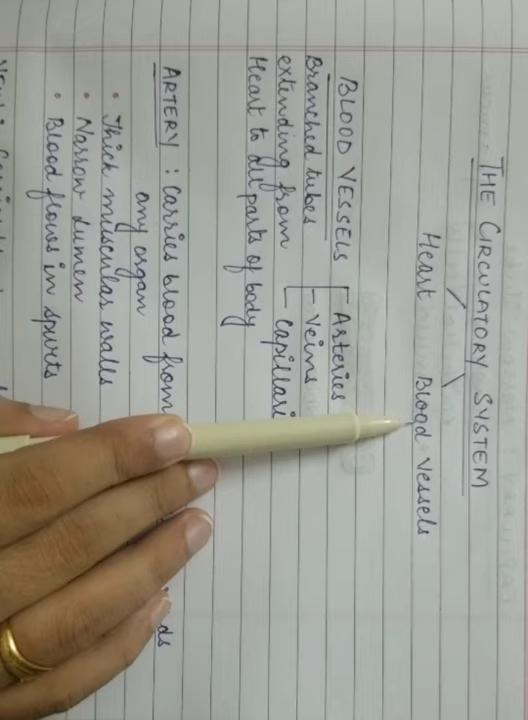 THE CIRCULATORY SYSTEM
Heart Blood Vessels
BLOOD VESSELS Arteries
Branched tubes Veins
extending from
Heart to all parts of body
ARTERY : Carries blood from
any organ
• Thick muscular walls
• Narrow Lumen
• Blood flows in spurts